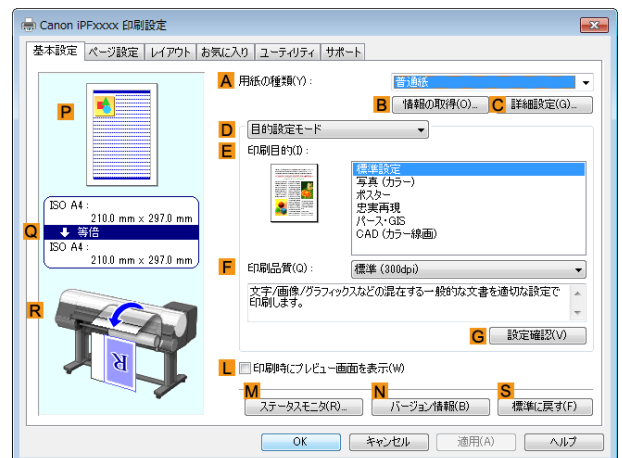 Canon iPFxxxx 印刷設定
基本設定 ページ設定 レイアウト お気に入り ユーティリティ サポート
A 用紙の種類(Y): 普通紙
B 情報の取得(O)... C 詳細設定(G)...
P
D 目的設定モード
E 印刷目的(I):
標準設定
写真 (カラー)
ポスター
忠実再現
パース・GIS
CAD (カラー線画)
ISO A4 :
210.0 mm x 297.0 mm
Q 等倍
ISO A4 :
210.0 mm x 297.0 mm
F 印刷品質(Q): 標準 (300dpi)
文字/画像/グラフィックスなどの混在する一般的な文書を適切な設定で
印刷します。
R
R
G 設定確認(V)
L 印刷時にプレビュー画面を表示(W)
M N S
ステータスモニタ(R)... バージョン情報(B) 標準に戻す(F)
OK キャンセル 適用(A) ヘルプ